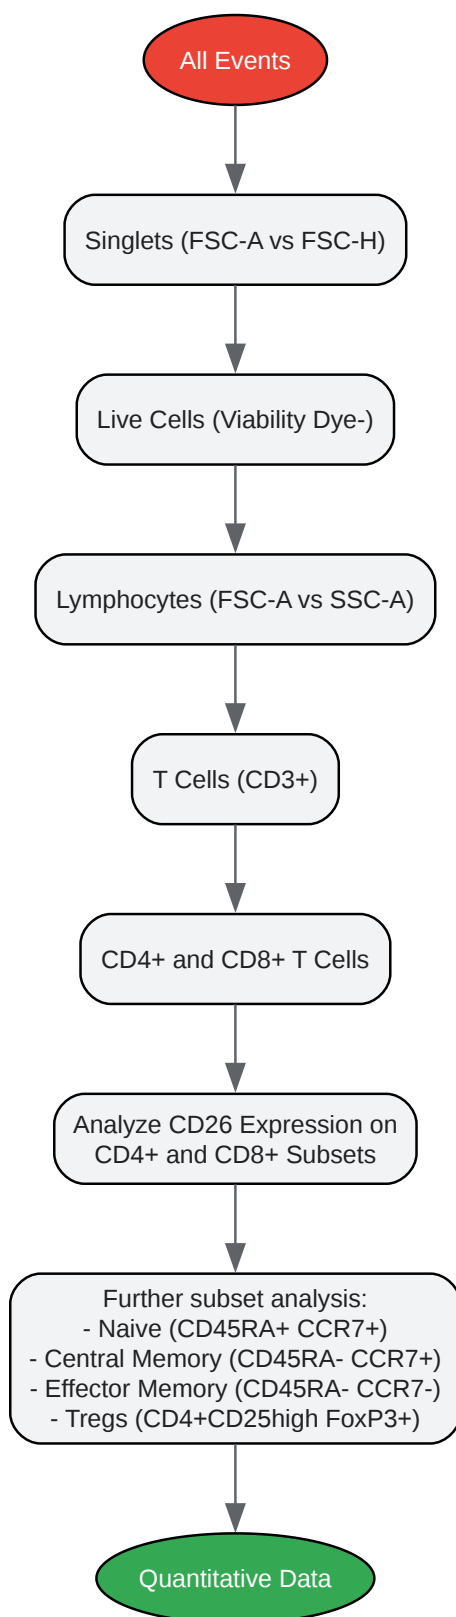 All Events
Singlets (FSC-A vs FSC-H)
Live Cells (Viability Dye-)
Lymphocytes (FSC-A vs SSC-A)
T Cells (CD3+)
CD4+ and CD8+ T Cells
Analyze CD26 Expression on
CD4+ and CD8+ Subsets
Further subset analysis:
- Naive (CD45RA+ CCR7+)
- Central Memory (CD45RA- CCR7+)
- Effector Memory (CD45RA- CCR7-)
- Tregs (CD4+CD25high FoxP3+)
Quantitative Data